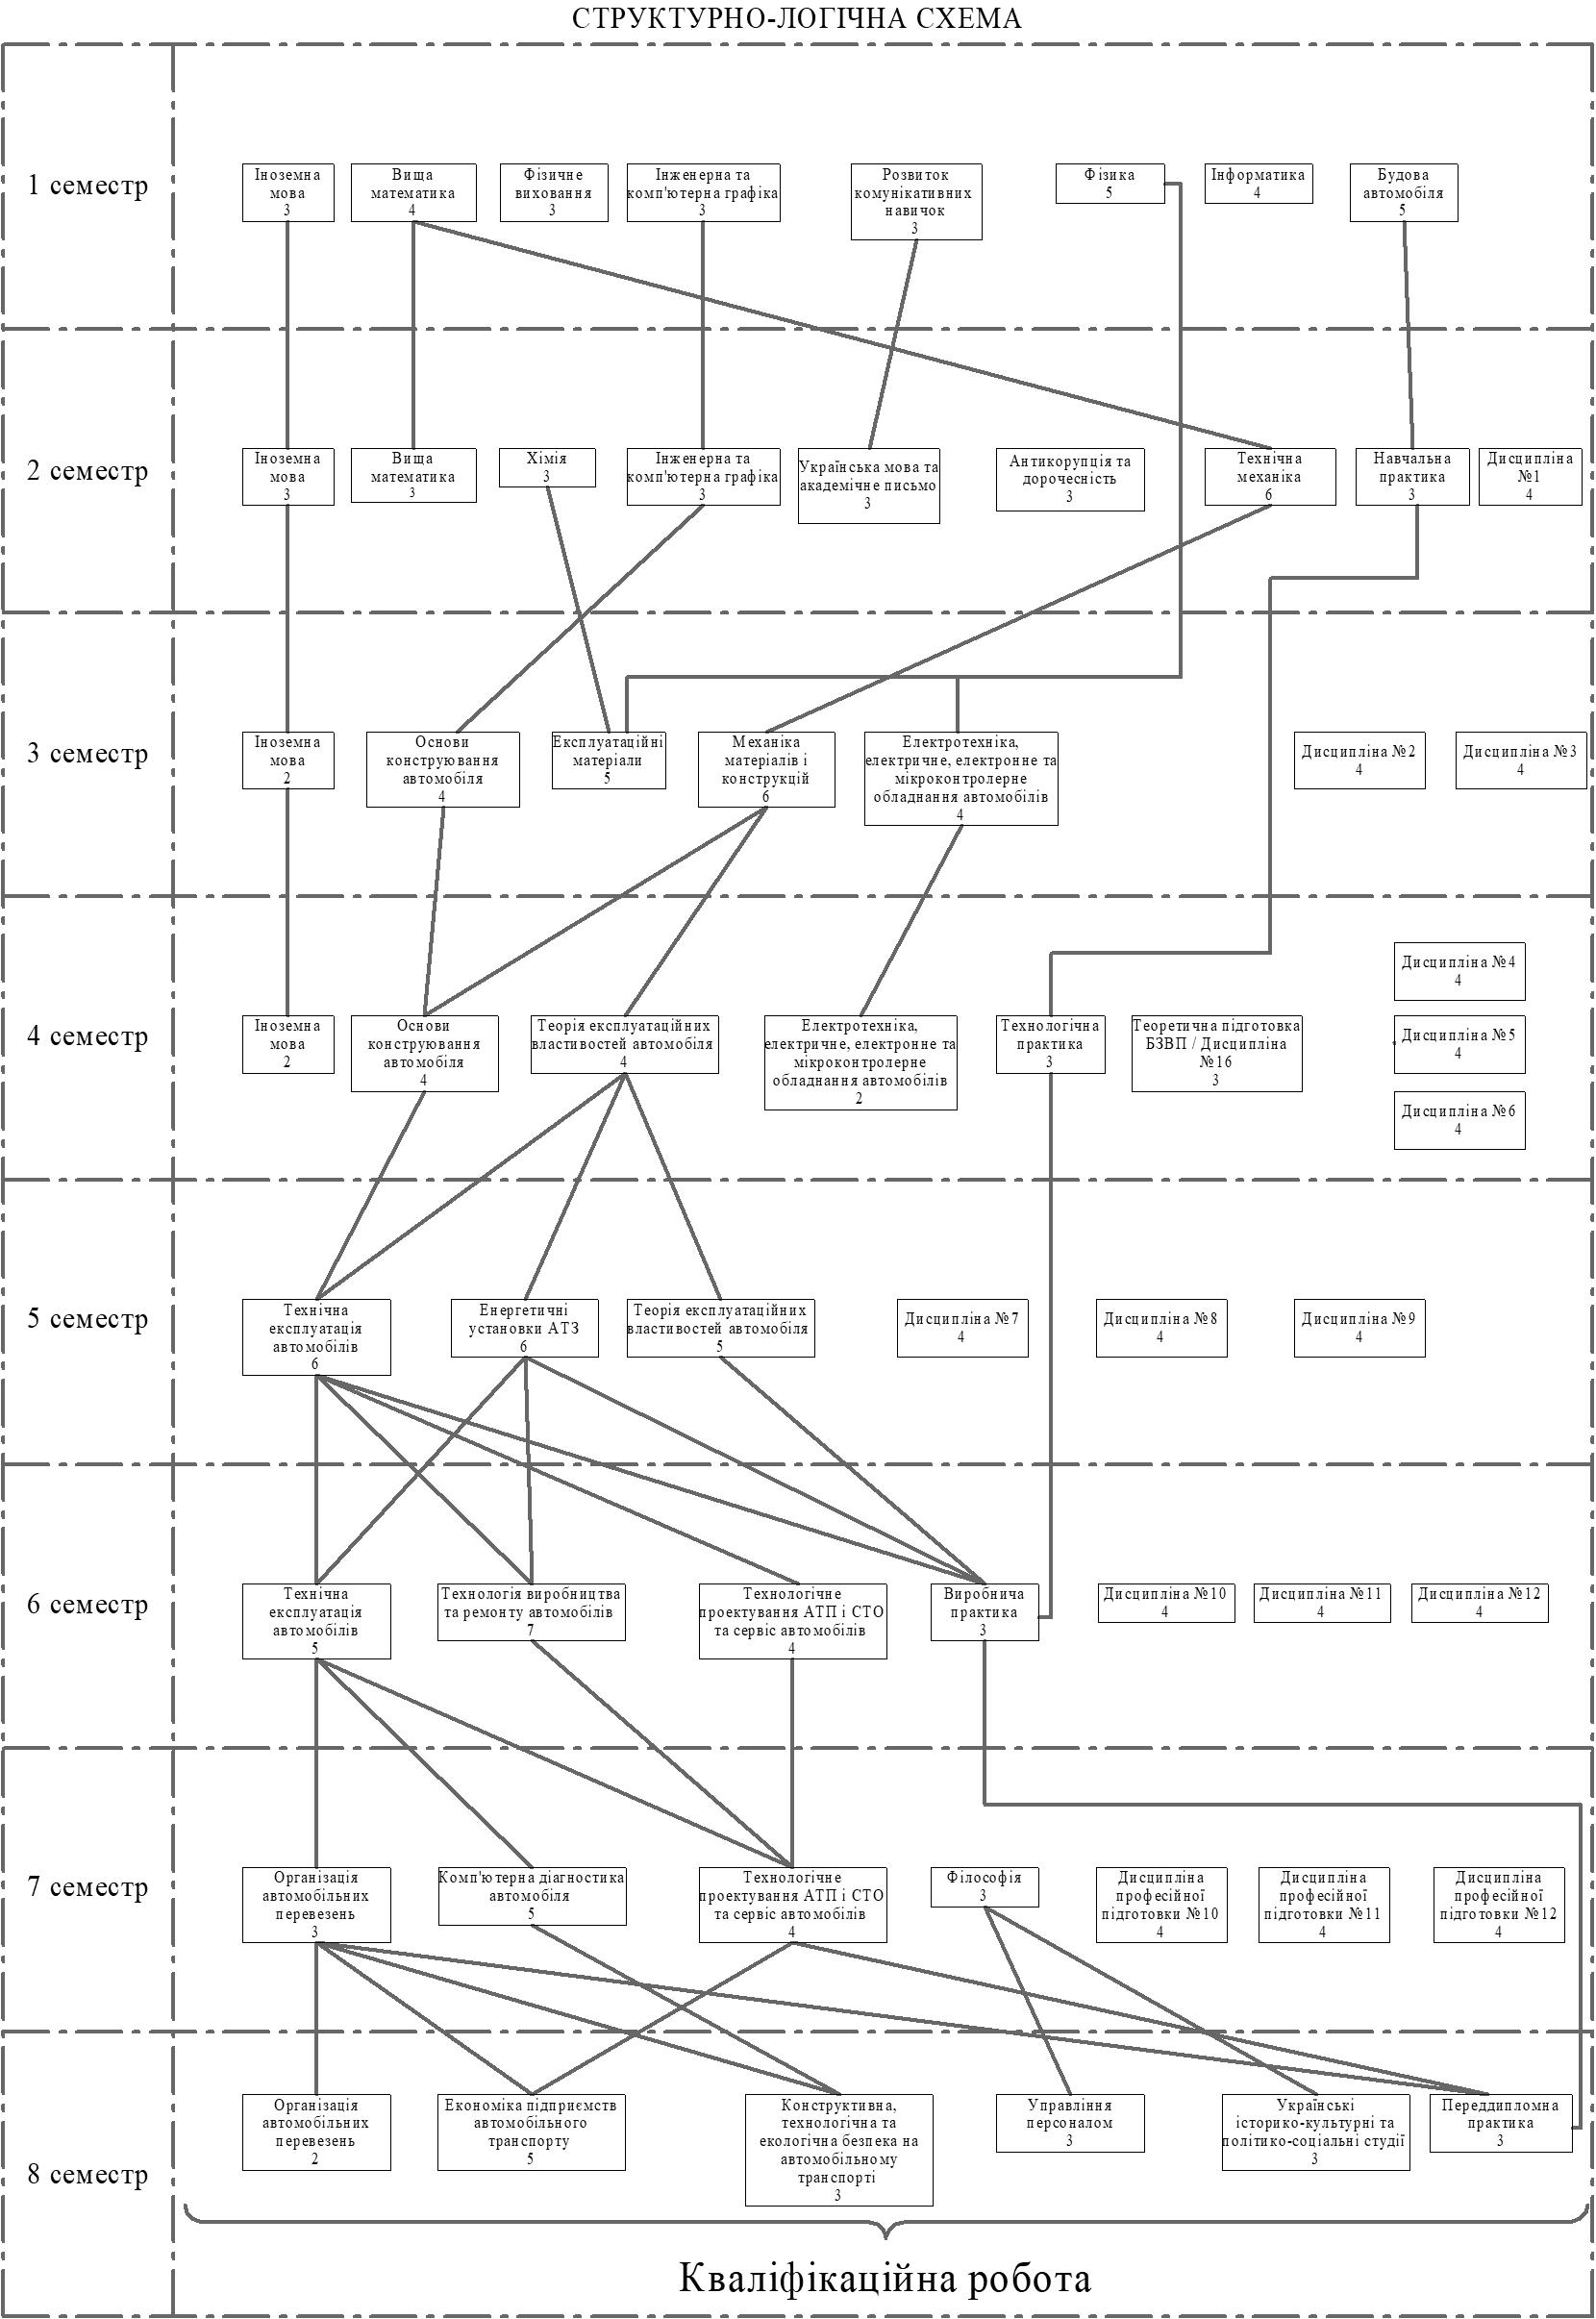 СТРУКТУРНО-ЛОГІЧНА СХЕМА
1 семестр
Іноземна
мова
3
Вища
математика
4
Фізичне
виховання
3
Інженерна та
комп'ютерна графіка
3
Розвиток
комунікативних
навичок
3
Фізика
5
Інформатика
4
Будова
автомобіля
5
2 семестр
Іноземна
мова
3
Вища
математика
3
Хімія
3
Інженерна та
комп'ютерна графіка
3
Українська мова та
академічне письмо
3
Антикорупція та
дорочесність
3
Технічна
механіка
6
Навчальна
практика
3
Дисципліна
№1
4
3 семестр
Іноземна
мова
2
Основи
конструювання
автомобіля
4
Експлуатаційні
матеріали
5
Механіка
матеріалів і
конструкцій
6
Електротехніка,
електричне, електронне та
мікроконтролерне
обладнання автомобілів
4
Дисципліна №2
4
Дисципліна №3
4
4 семестр
Іноземна
мова
2
Основи
конструювання
автомобіля
4
Теорія експлуатаційних
властивостей автомобіля
4
Електротехніка,
електричне, електронне та
мікроконтролерне
обладнання автомобілів
2
Технологічна
практика
3
Теоретична підготовка
БЗВП / Дисципліна
№16
3
Дисципліна №4
4
Дисципліна №5
4
Дисципліна №6
4
5 семестр
Технічна
експлуатація
автомобілів
6
Енергетичні
установки АТЗ
6
Теорія експлуатаційних
властивостей автомобіля
5
Дисципліна №7
4
Дисципліна №8
4
Дисципліна №9
4
6 семестр
Технічна
експлуатація
автомобілів
5
Технологія виробництва
та ремонту автомобілів
7
Технологічне
проектування АТП і СТО
та сервіс автомобілів
4
Виробнича
практика
3
Дисципліна №10
4
Дисципліна №11
4
Дисципліна №12
4
7 семестр
Організація
автомобільних
перевезень
3
Комп'ютерна діагностика
автомобіля
5
Технологічне
проектування АТП і СТО
та сервіс автомобілів
4
Філософія
3
Дисципліна
професійної
підготовки №10
4
Дисципліна
професійної
підготовки №11
4
Дисципліна
професійної
підготовки №12
4
8 семестр
Організація
автомобільних
перевезень
2
Економіка підприємств
автомобільного
транспорту
5
Конструктивна,
технологічна та
екологічна безпека на
автомобільному
транспорті
3
Управління
персоналом
3
Українські
історико-культурні та
політико-соціальні студії
3
Переддипломна
практика
3
Кваліфікаційна робота